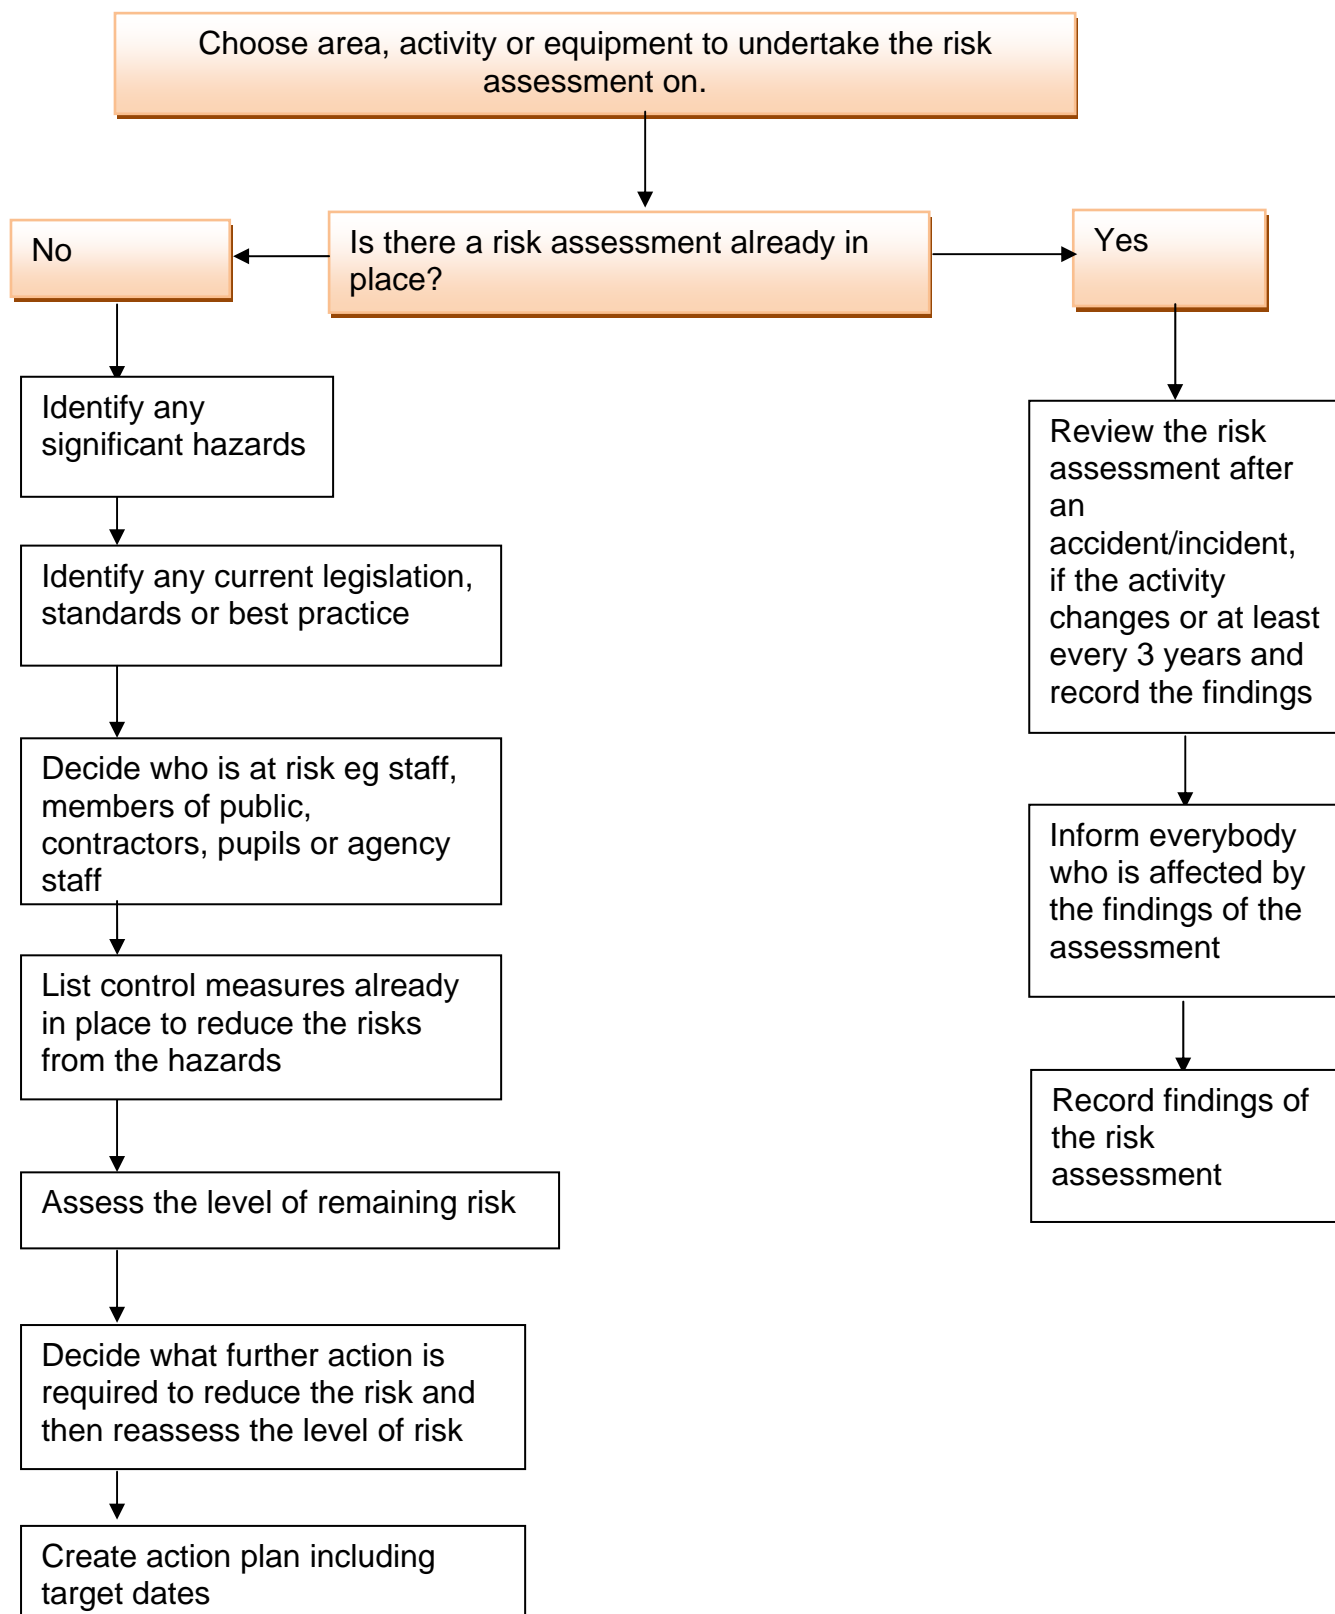 Choose area, activity or equipment to undertake the risk
assessment on.
No
Is there a risk assessment already in
place?
Yes
Identify any
significant hazards
Identify any current legislation,
standards or best practice
Decide who is at risk eg staff,
members of public,
contractors, pupils or agency
staff
List control measures already
in place to reduce the risks
from the hazards
Assess the level of remaining risk
Decide what further action is
required to reduce the risk and
then reassess the level of risk
Create action plan including
target dates
Review the risk
assessment after
an
accident/incident,
if the activity
changes or at least
every 3 years and
record the findings
Inform everybody
who is affected by
the findings of the
assessment
Record findings of
the risk
assessment